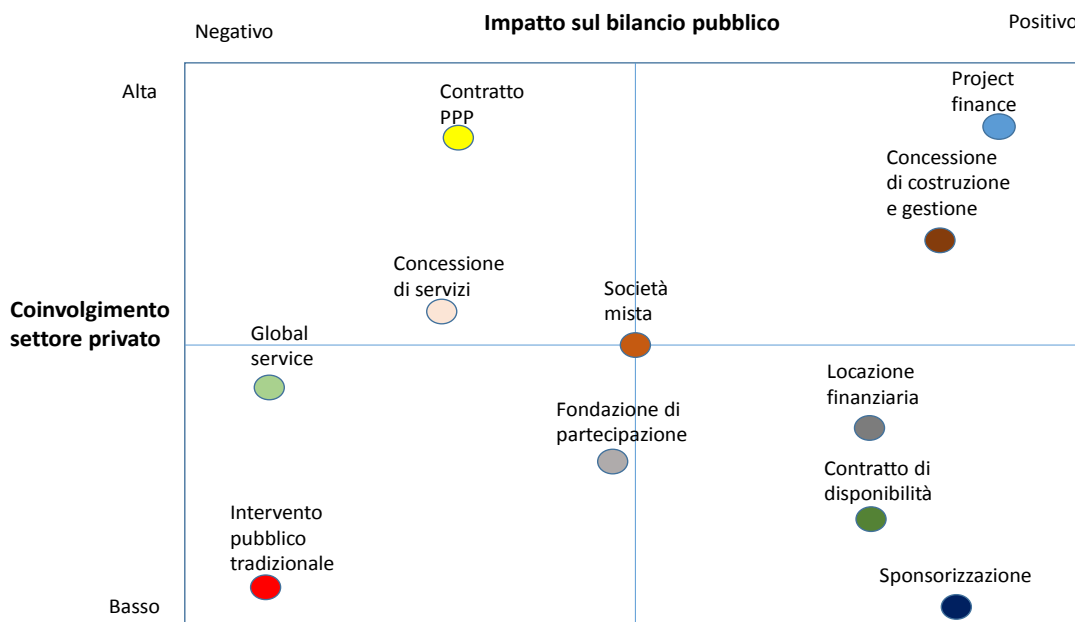 Negativo
Impatto sul bilancio pubblico
Positivo
Alta
Contratto
PPP
Project
finance
Concessione
di costruzione
e gestione
Concessione
di servizi
Società
mista
Coinvolgimento
settore privato
Global
service
Locazione
finanziaria
Fondazione di
partecipazione
Contratto di
disponibilità
Intervento
pubblico
tradizionale
Sponsorizzazione
Basso